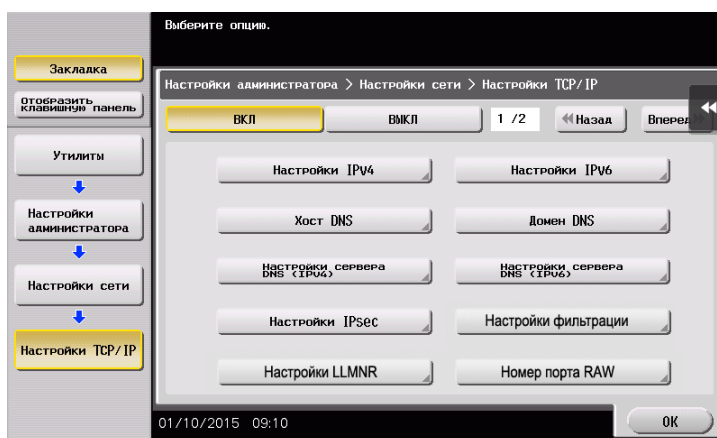 Выберите опцию.
Закладка
Отобразить
клавишную панель
Утилиты
Настройки
администратора
Настройки сети
Настройки TCP/IP
Настройки администратора > Настройки сети > Настройки TCP/IP
ВКЛ ВЫКЛ 1 /2 Назад Вперед
Настройки IPv4 Настройки IPv6
Хост DNS Домен DNS
Настройки сервера
DNS (IPv4)
Настройки сервера
DNS (IPv6)
Настройки IPsec Настройки фильтрации
Настройки LLMNR Номер порта RAW
01/10/2015 09:10 OK